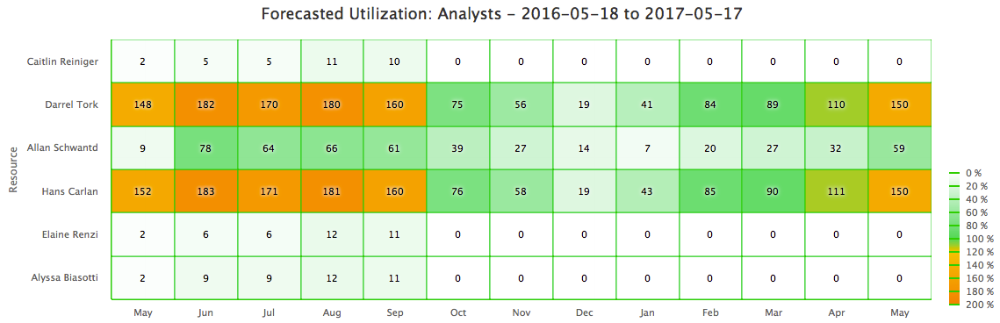 Forecasted Utilization: Analysts - 2016-05-18 to 2017-05-17
Resource
Caitlin Reiniger 2 5 5 11 10 0 0 0 0 0 0 0 0
Darrel Tork 148 182 170 180 160 75 56 19 41 84 89 110 150
Allan Schwantd 9 78 64 66 61 39 27 14 7 20 27 32 59
Hans Carlan 152 183 171 181 160 76 58 19 43 85 90 111 150
Elaine Renzi 2 6 6 12 11 0 0 0 0 0 0 0 0
Alyssa Biasotti 2 9 9 12 11 0 0 0 0 0 0 0 0
May Jun Jul Aug Sep Oct Nov Dec Jan Feb Mar Apr May
0 %
20 %
40 %
60 %
80 %
100 %
120 %
140 %
160 %
180 %
200 %